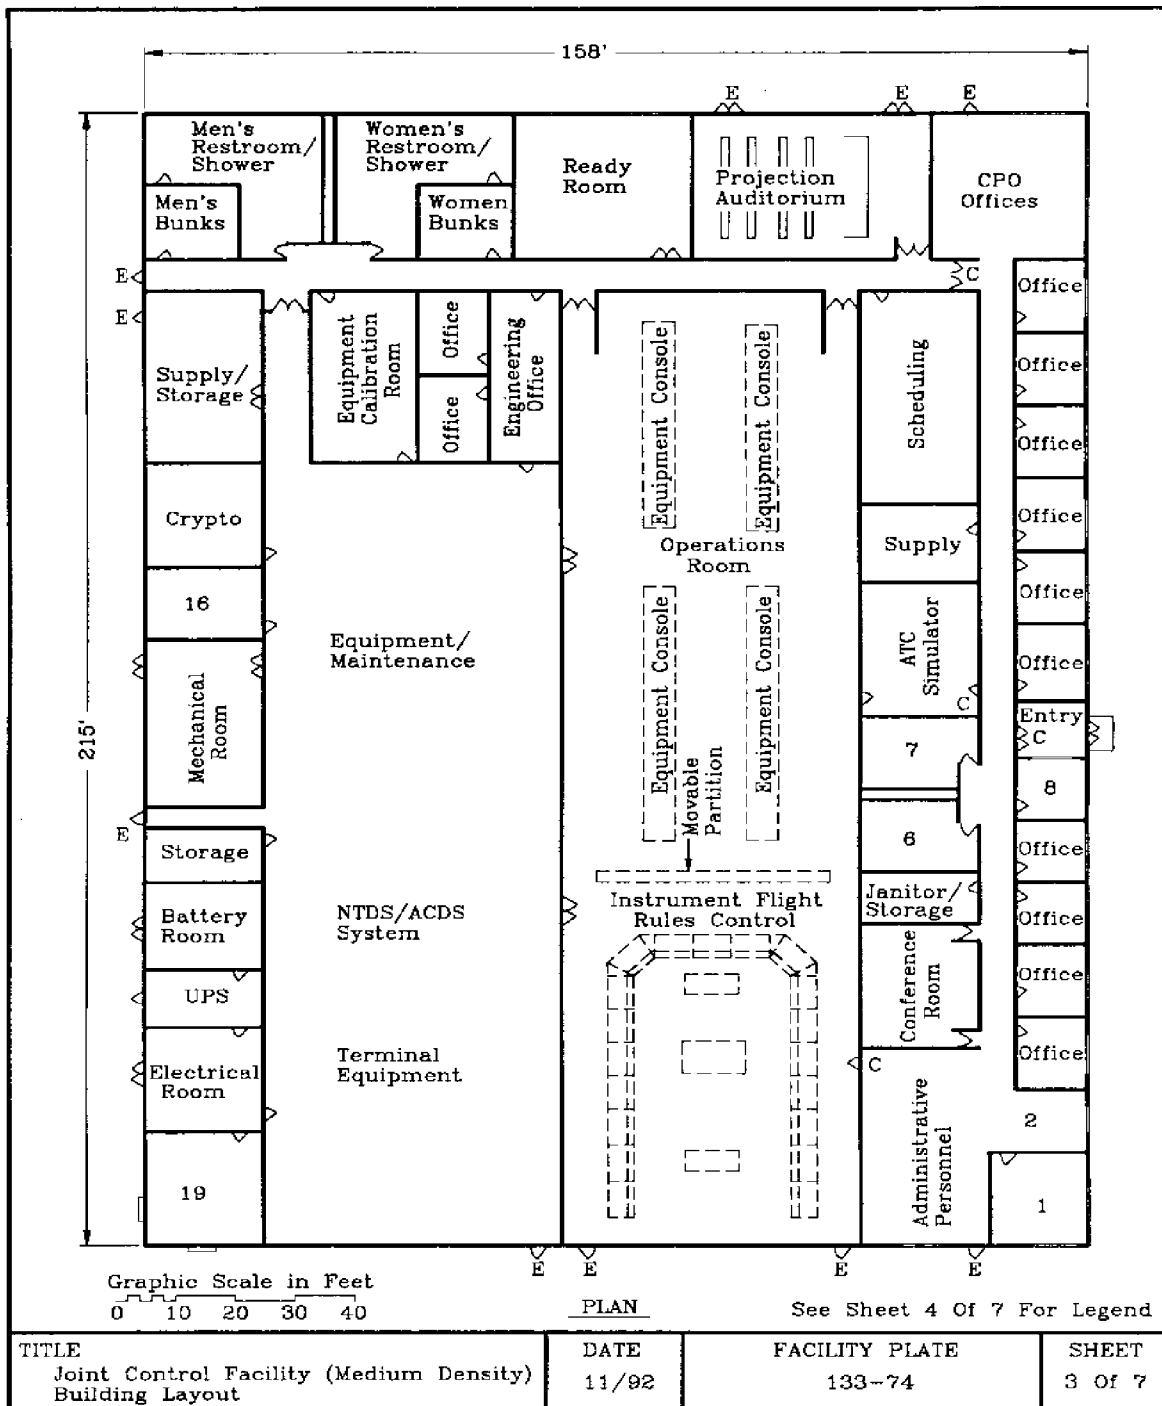 158'
E
E
E
Men's
Restroom/
Shower
Women's
Restroom/
Shower
Ready
Room
Projection
Auditorium
CPO
Offices
Men's
Bunks
Women
Bunks
E
C
Office
E
Supply/
Storage
Equipment
Calibration
Room
Office
Office
Engineering
Office
Equipment Console
Equipment Console
Scheduling
Office
Office
Crypto
Office
Operations
Room
Supply
16
Office
Equipment/
Maintenance
Equipment Console
Equipment Console
ATC
Simulator
C
Office
Entry
C
215'
Mechanical
Room
7
8
Movable
Partition
E
6
Storage
Office
Janitor/
Storage
Instrument Flight
Rules Control
Battery
Room
NTDS/ACDS
System
Office
Conference
Room
UPS
Office
Electrical
Room
Terminal
Equipment
C
Office
Administrative
Personnel
2
19
1
E
E
E
E
Graphic Scale in Feet
0 10 20 30 40
PLAN
See Sheet 4 Of 7 For Legend
TITLE
Joint Control Facility (Medium Density)
Building Layout
DATE
11/92
FACILITY PLATE
133-74
SHEET
3 Of 7